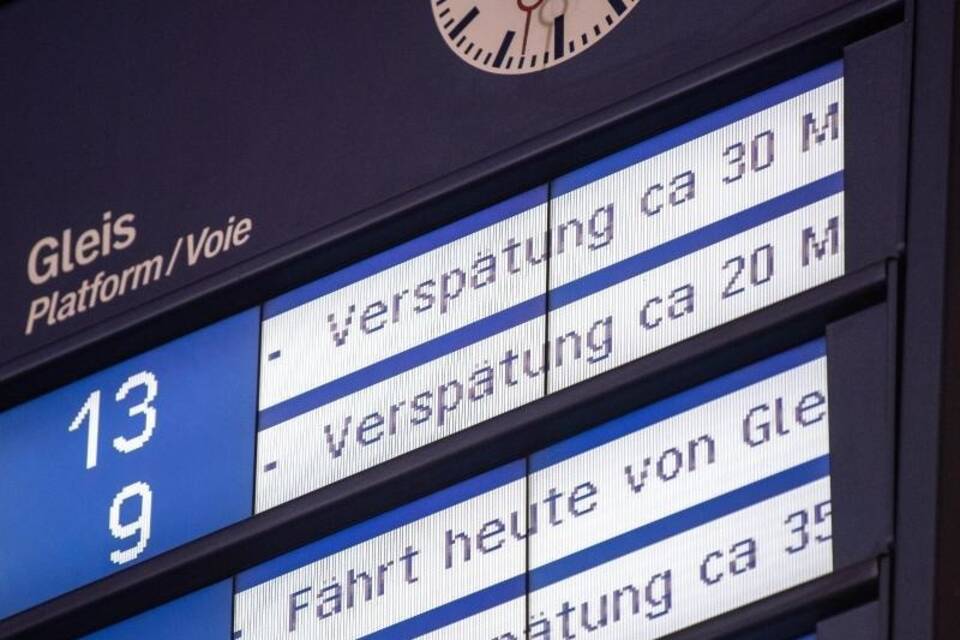 Gleis
Platform/Voie
13
- Verspätung ca 30 M
9
- Verspätung ca 20 M
- Fährt heute von Gle
ätung ca 35